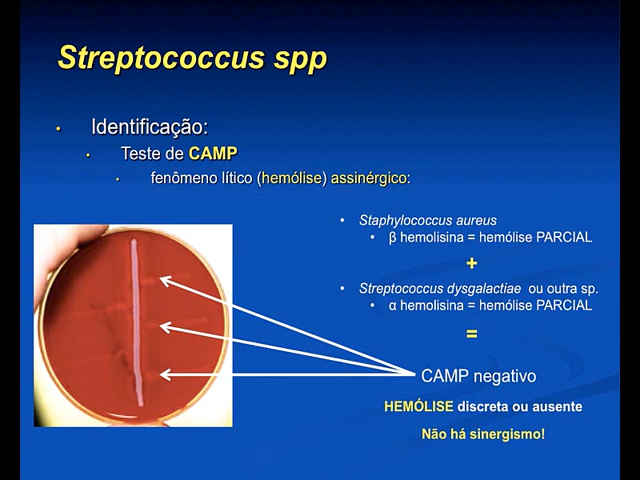 Streptococcus spp
• Identificação:
• Teste de CAMP
• fenômeno lítico (hemólise) assinérgico:
• Staphylococcus aureus
• β hemolisina = hemólise PARCIAL
+
• Streptococcus dysgalactiae ou outra sp.
• α hemolisina = hemólise PARCIAL
=
CAMP negativo
HEMÓLISE discreta ou ausente
Não há sinergismo!